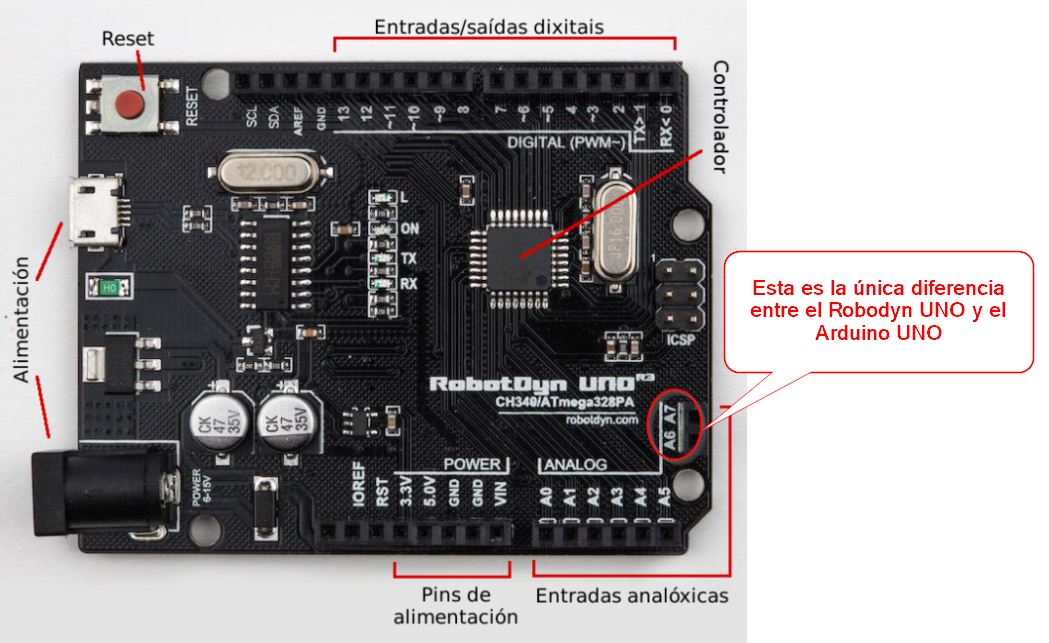 Entradas/saídas dixitais
Reset
Controlador
RESET
SCL
SDA
AREF
GND
13
12
~11
~10
~9
8
7
~6
~5
4
~3
2
TX>1
RX<0
DIGITAL (PWM~)
12.000
L
ON
TX
RX
1
ICSP
Alimentación
Esta es la única diferencia
entre el Robodyn UNO y el
Arduino UNO
RobotDyn UNO R3
CH340/ATmega328PA
robotdyn.com
CK
47
35V
CK
47
35V
A6 A7
POWER
6-15V
POWER
ANALOG
IOREF
RST
3.3V
5.0V
GND
GND
VIN
A0
A1
A2
A3
A4
A5
Pins de
alimentación
Entradas analóxicas